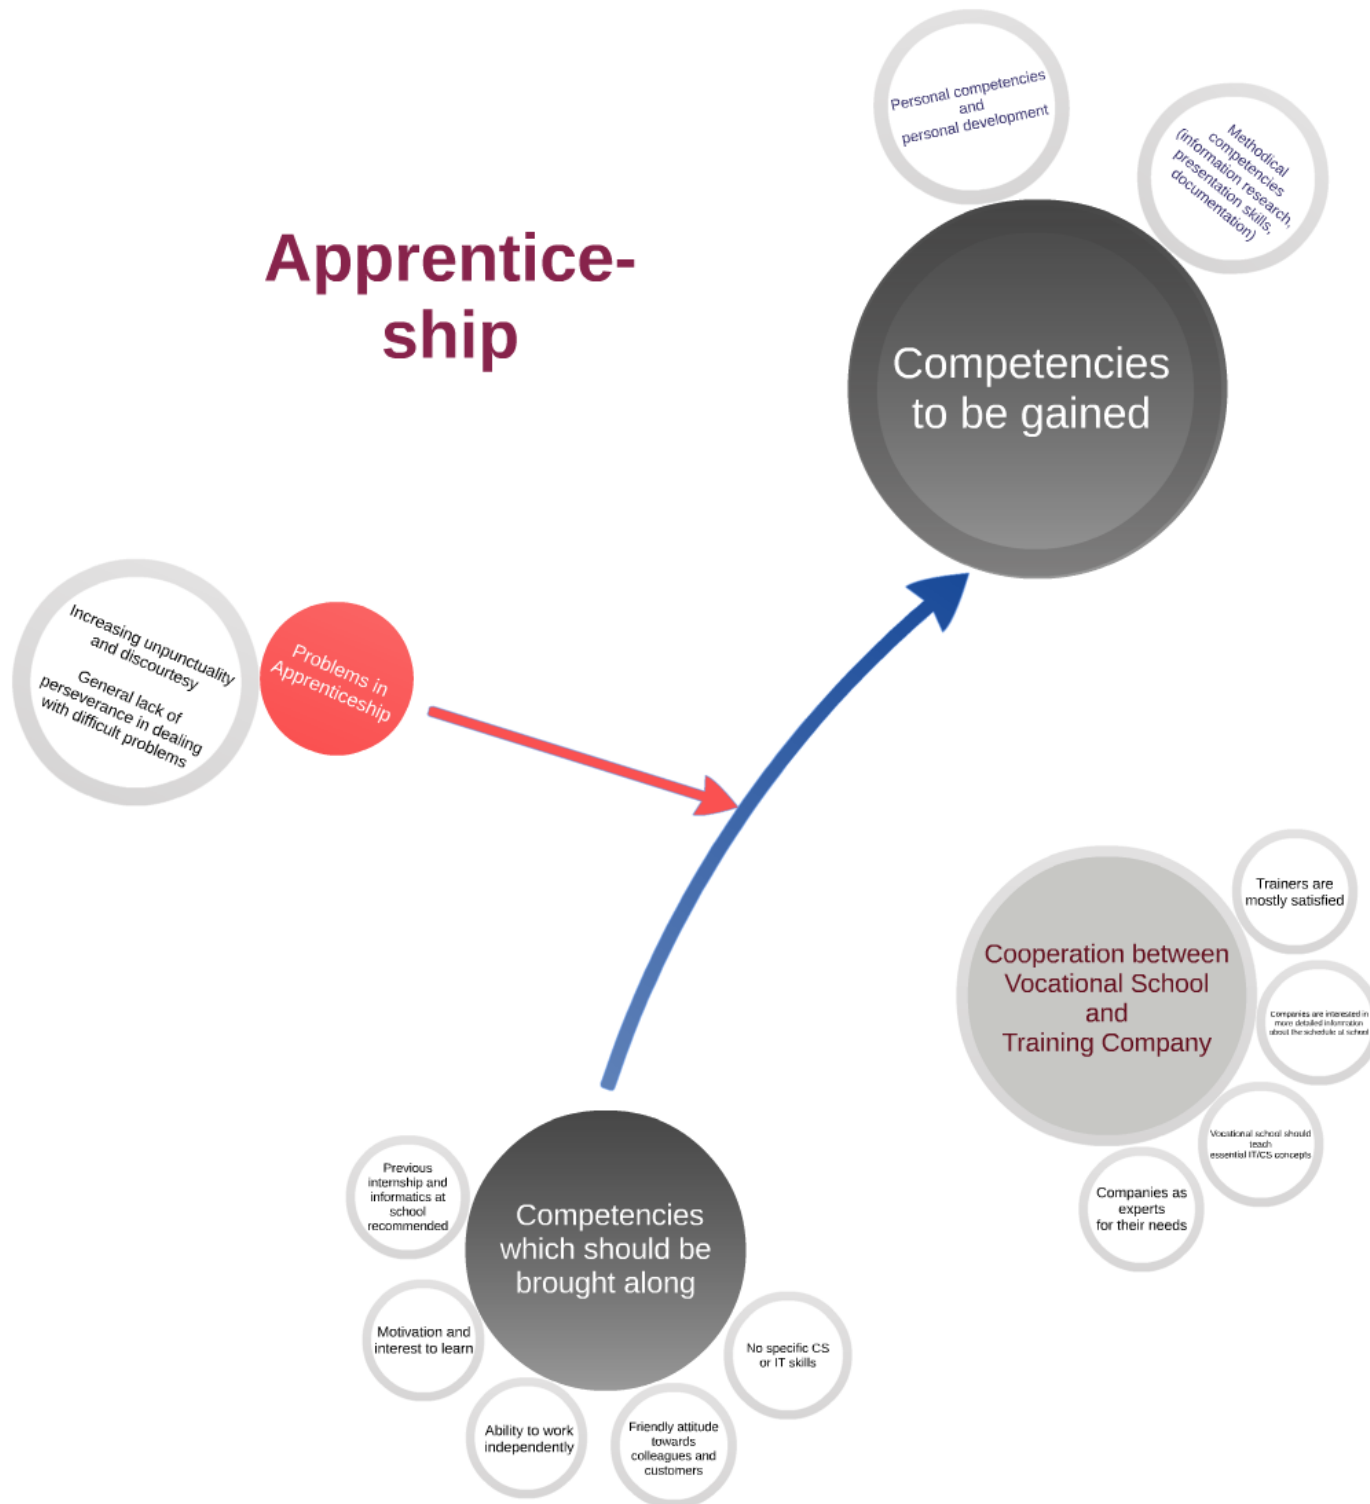 Personal competencies
and
personal development
Methodical
competencies
(information research,
presentation skills,
documentation)
Apprentice-
ship
Competencies
to be gained
Increasing unpunctuality
and discourtesy
General lack of
perseverance in dealing
with difficult problems
Problems in
Apprenticeship
Trainers are
mostly satisfied
Cooperation between
Vocational School
and
Training Company
Companies are interested in
more detailed information
about the schedule at school
Vocational school should
teach
essential IT/CS concepts
Companies as
experts
for their needs
Previous
internship and
informatics at
school
recommended
Competencies
which should be
brought along
Motivation and
interest to learn
No specific CS
or IT skills
Ability to work
independently
Friendly attitude
towards
colleagues and
customers